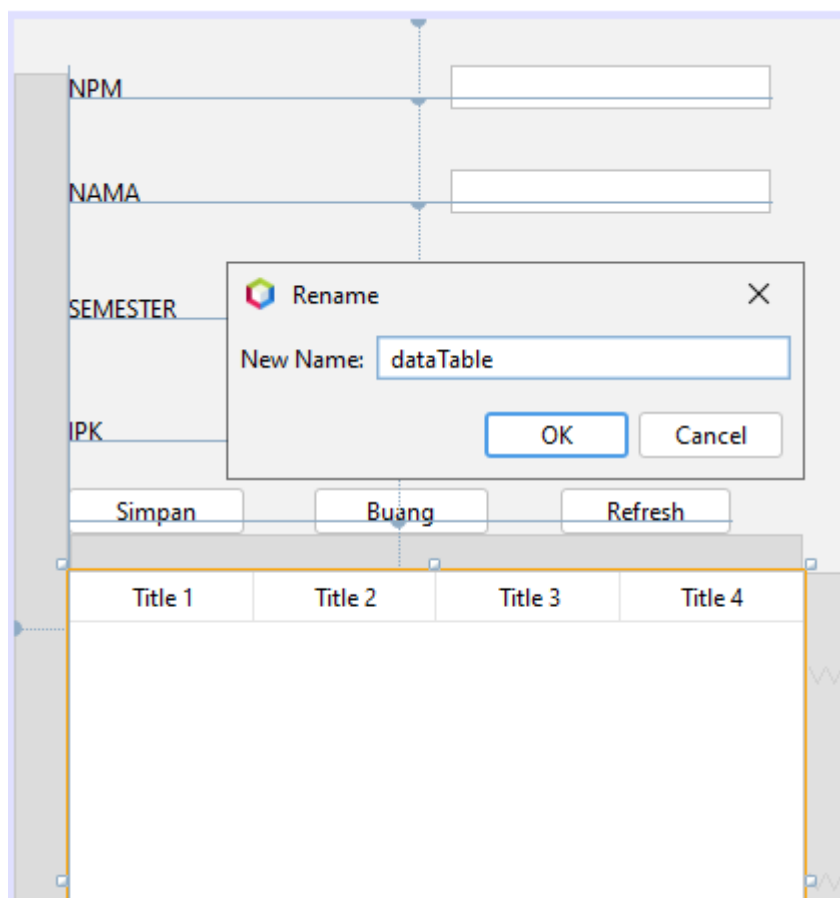 NPM
NAMA
SEMESTER
Rename
New Name: dataTable
OK Cancel
IPK
Simpan Buang Refresh
Title 1 Title 2 Title 3 Title 4